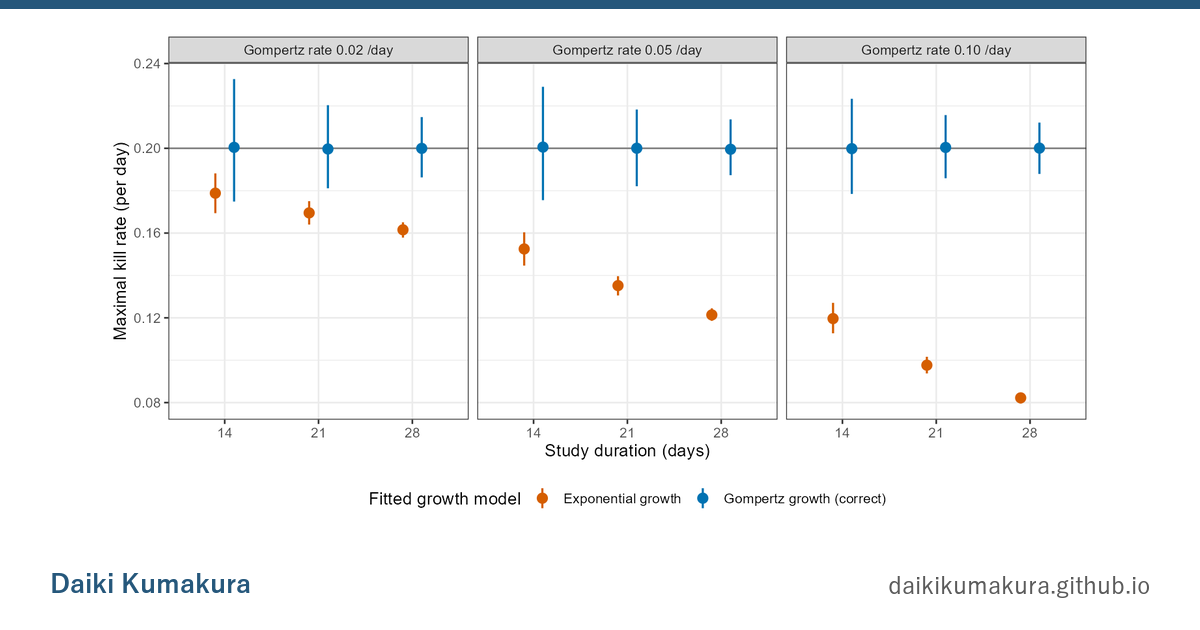 Gompertz rate 0.02 /day Gompertz rate 0.05 /day Gompertz rate 0.10 /day
Maximal kill rate (per day)
0.24
0.20
0.16
0.12
0.08
14 21 28 14 21 28 14 21 28
Study duration (days)
Fitted growth model Exponential growth Gompertz growth (correct)
Daiki Kumakura daikikumakura.github.io